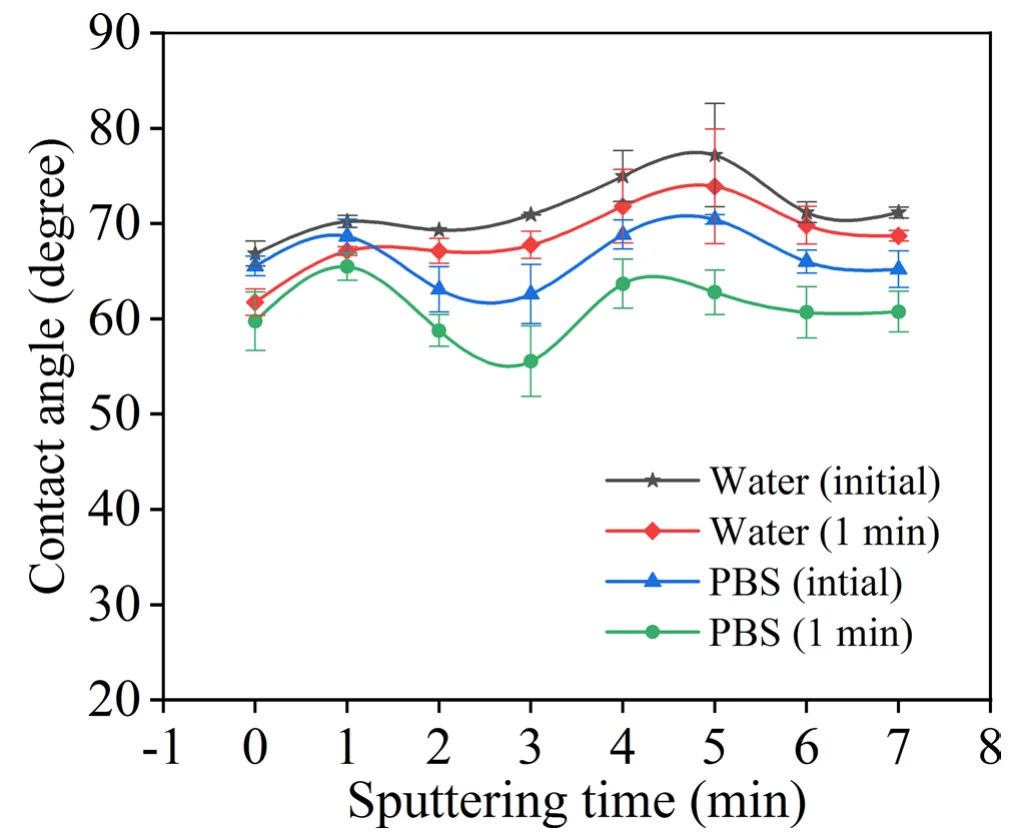 90
80
70
60
50
40
30
20
Contact angle (degree)
Water (initial)
Water (1 min)
PBS (intial)
PBS (1 min)
-1 0 1 2 3 4 5 6 7 8
Sputtering time (min)